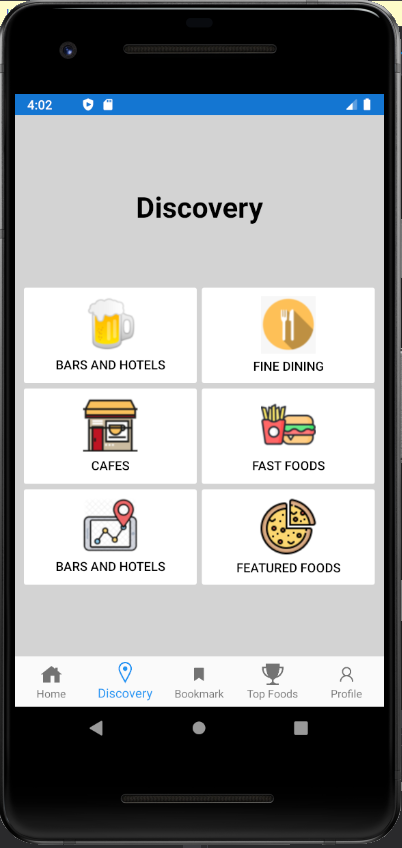 4:02
Discovery
BARS AND HOTELS
FINE DINING
CAFES
FAST FOODS
BARS AND HOTELS
FEATURED FOODS
Home
Discovery
Bookmark
Top Foods
Profile